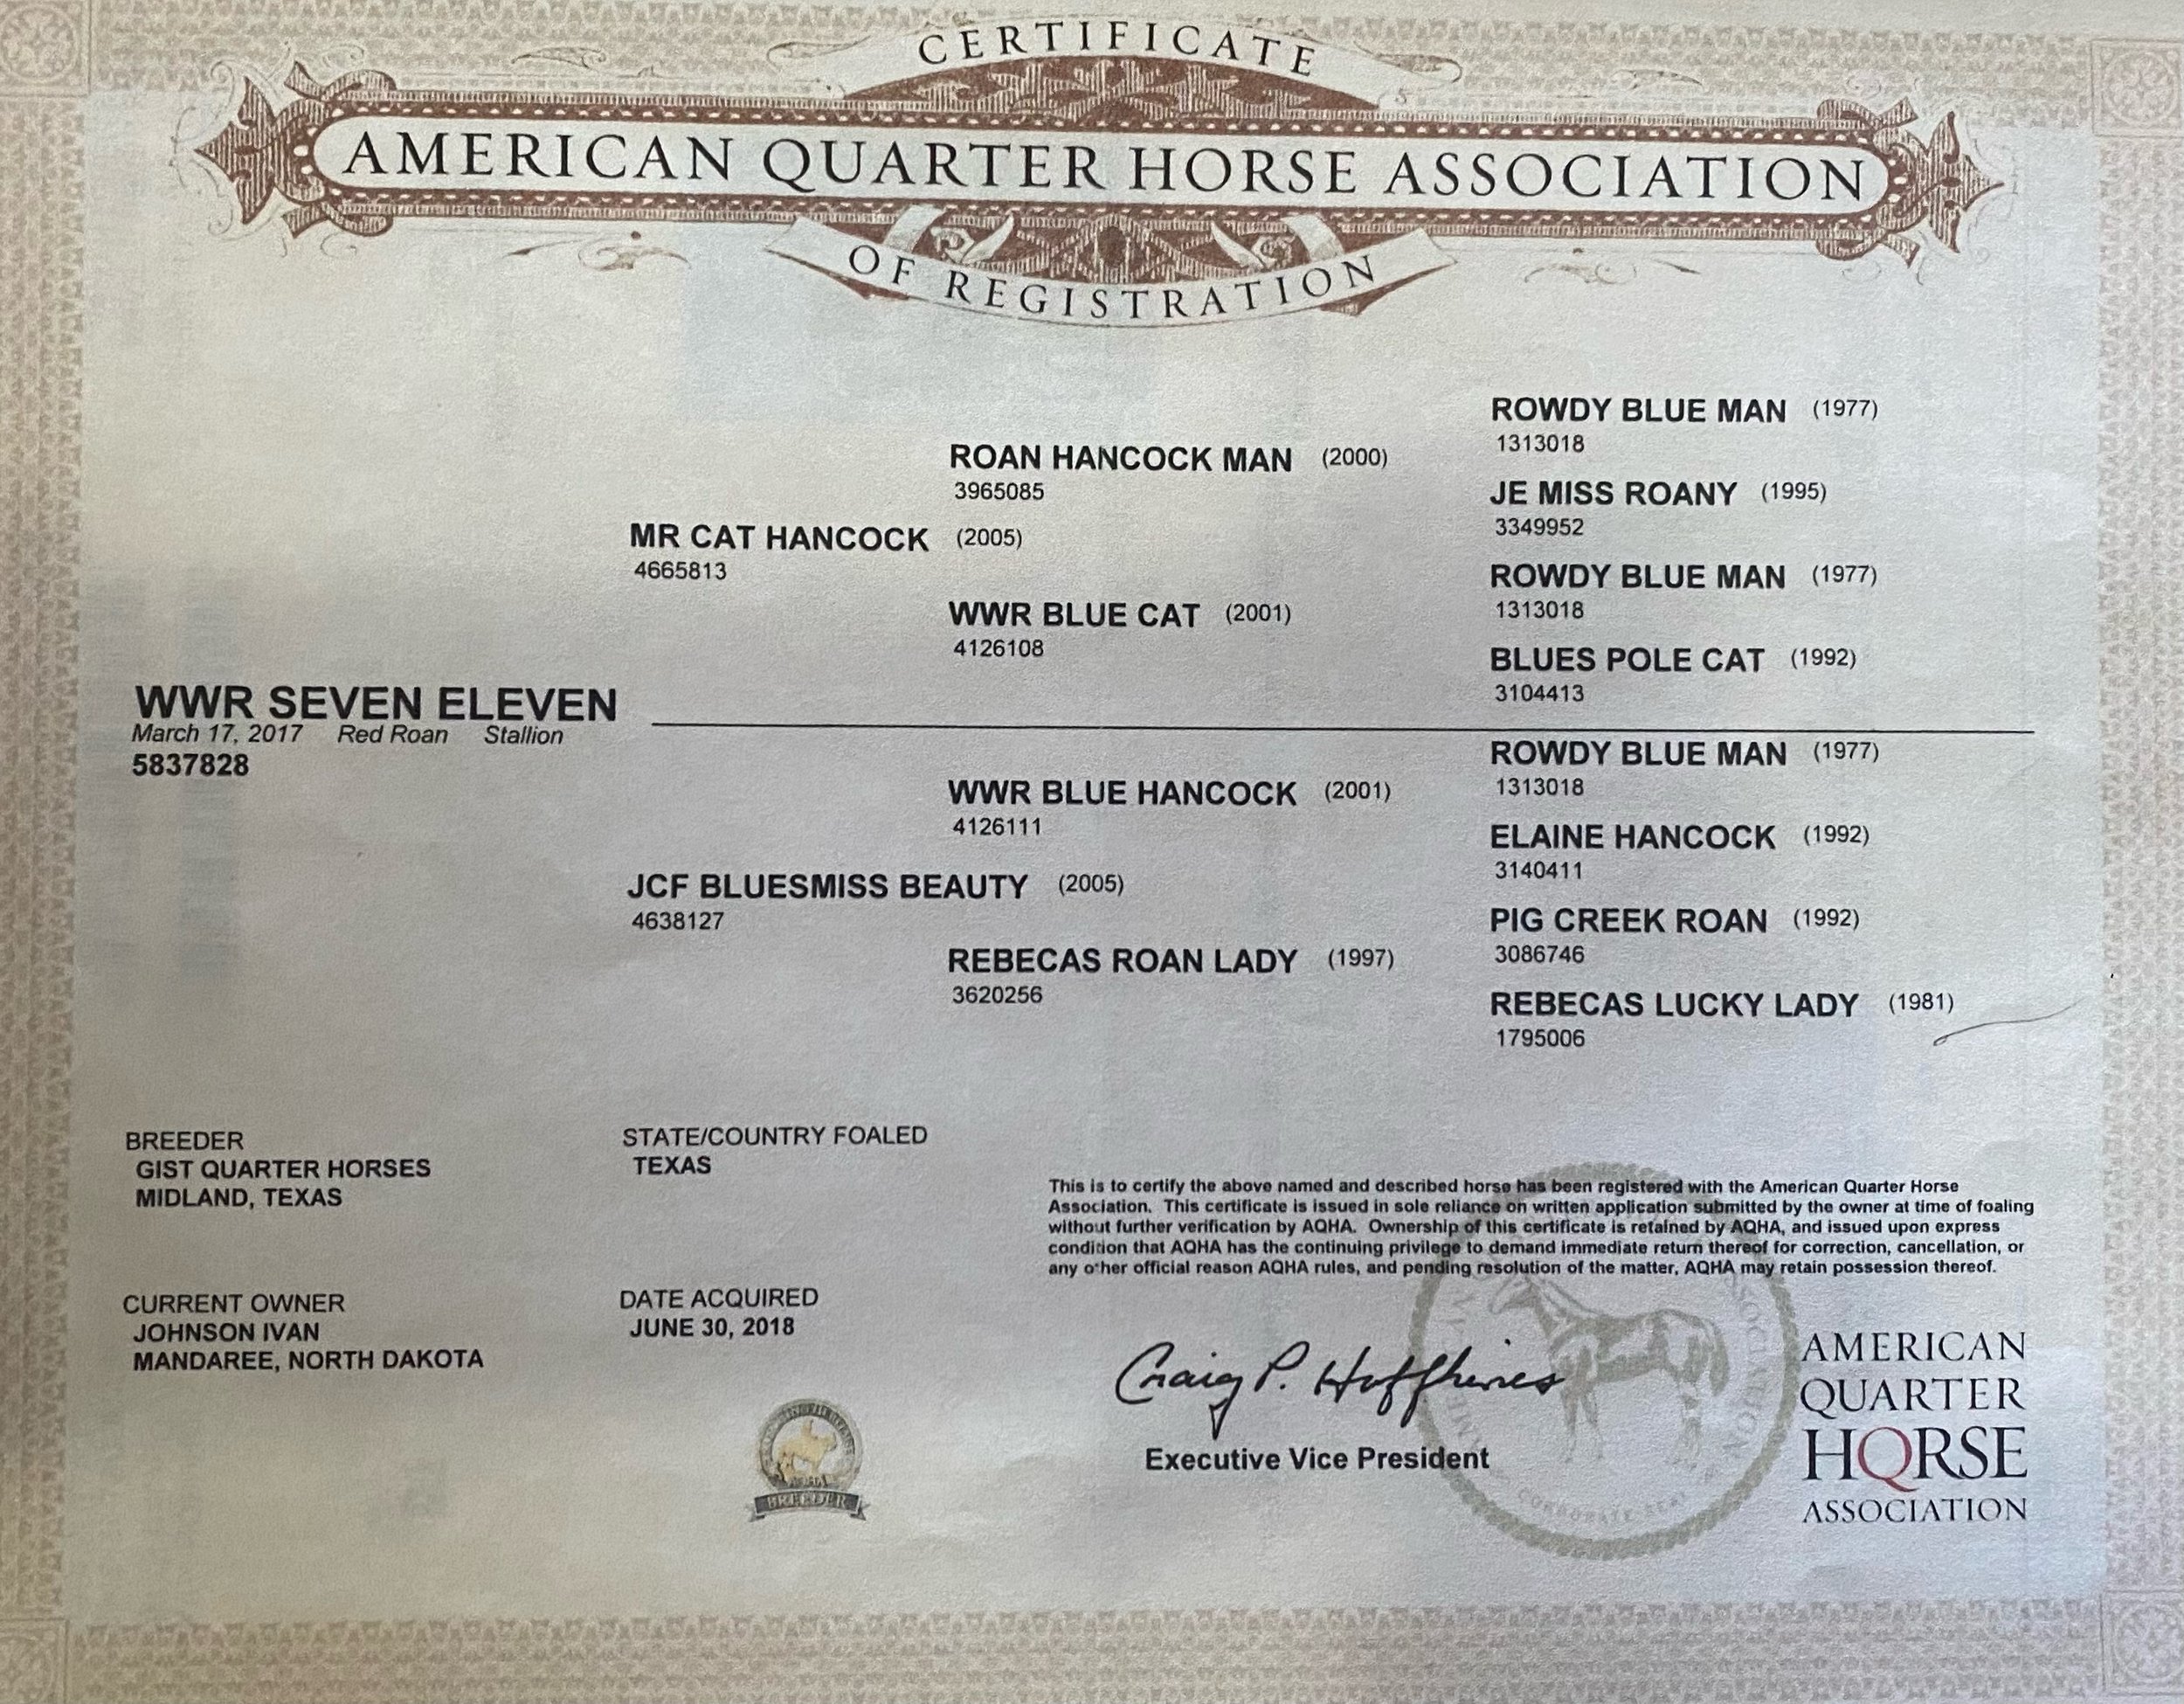 CERTIFICATE
AMERICAN QUARTER HORSE ASSOCIATION
OF REGISTRATION
ROWDY BLUE MAN (1977)
1313018
ROAN HANCOCK MAN (2000)
3965085
JE MISS ROANY (1995)
3349952
MR CAT HANCOCK (2005)
4665813
ROWDY BLUE MAN (1977)
1313018
WWR BLUE CAT (2001)
4126108
BLUES POLE CAT (1992)
3104413
WWR SEVEN ELEVEN
March 17, 2017 Red Roan Stallion
5837828
ROWDY BLUE MAN (1977)
1313018
WWR BLUE HANCOCK (2001)
4126111
ELAINE HANCOCK (1992)
3140411
JCF BLUESMISS BEAUTY (2005)
4638127
PIG CREEK ROAN (1992)
3086746
REBECAS ROAN LADY (1997)
3620256
REBECAS LUCKY LADY (1981)
1795006
BREEDER
GIST QUARTER HORSES
MIDLAND, TEXAS
STATE/COUNTRY FOALED
TEXAS
This is to certify the above named and described horse has been registered with the American Quarter Horse
Association. This certificate is issued in sole reliance on written application submitted by the owner at time of foaling
without further verification by AQHA. Ownership of this certificate is retained by AQHA, and issued upon express
condition that AQHA has the continuing privilege to demand immediate return thereof for correction, cancellation, or
any other official reason AQHA rules, and pending resolution of the matter, AQHA may retain possession thereof.
CURRENT OWNER
JOHNSON IVAN
MANDAREE, NORTH DAKOTA
DATE ACQUIRED
JUNE 30, 2018
Craig P. Huffhines
Executive Vice President
AMERICAN
QUARTER
HORSE
ASSOCIATION
BREEDER
CORPORATE SEAL